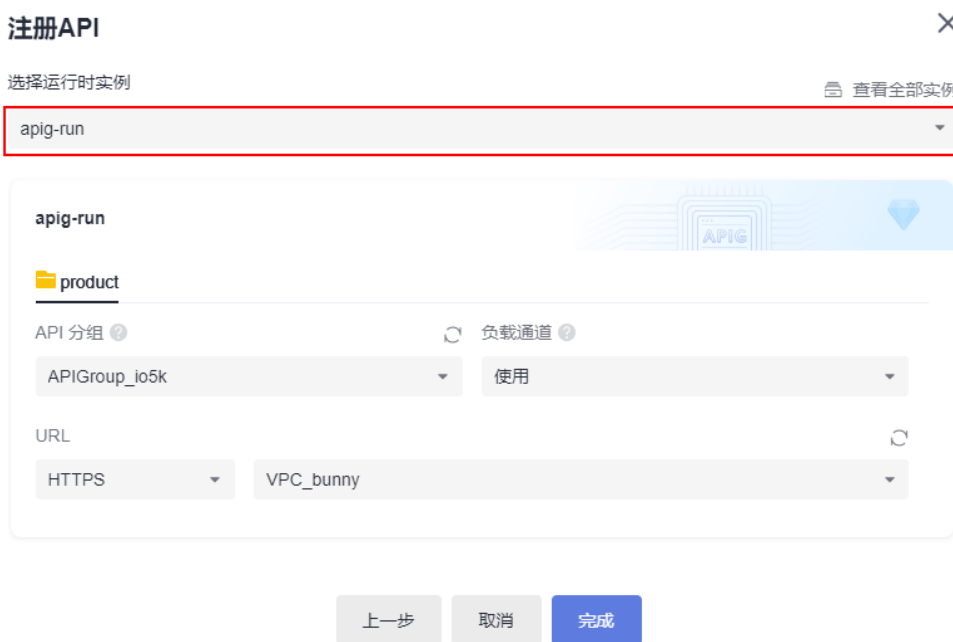 注册API
选择运行时实例
查看全部实例
apig-run
apig-run
APIG
product
API 分组
负载通道
APIGroup_io5k
使用
URL
HTTPS
VPC_bunny
上一步
取消
完成